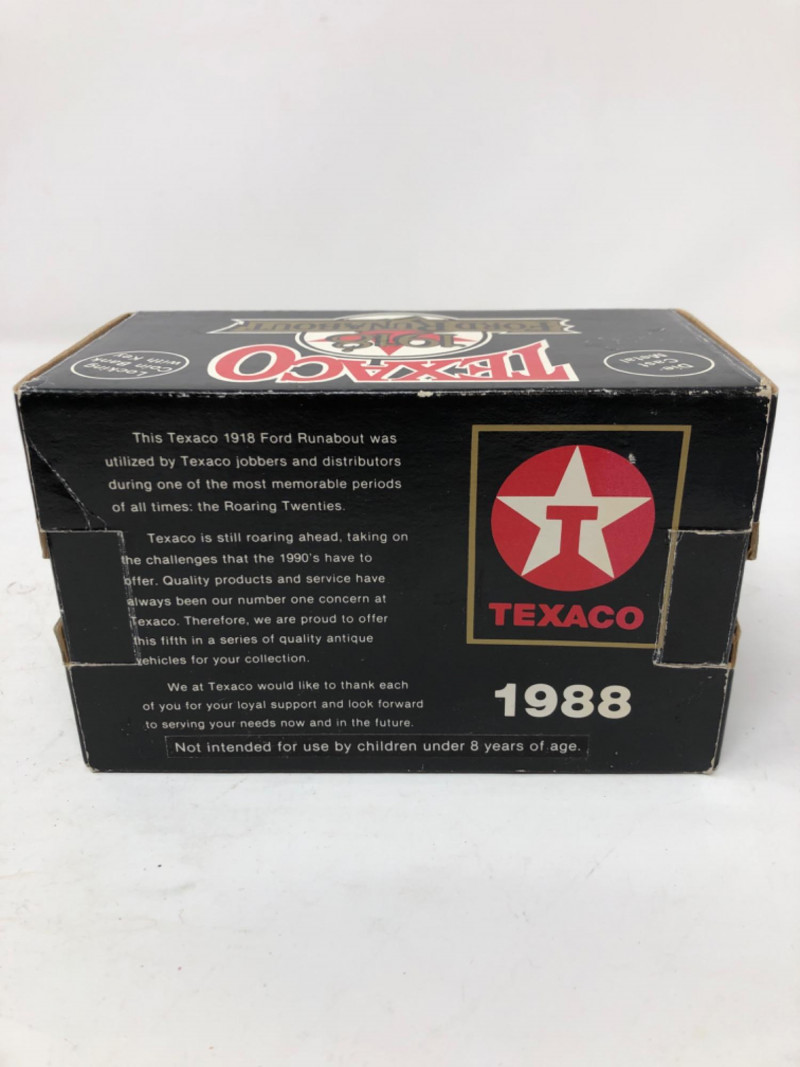 FORD RUNABOUT
1918
TEXACO
Locking
Coin Bank
with Key
Die-
Cast
Metal
This Texaco 1918 Ford Runabout was
utilized by Texaco jobbers and distributors
during one of the most memorable periods
of all times: the Roaring Twenties.
Texaco is still roaring ahead, taking on
the challenges that the 1990's have to
offer. Quality products and service have
always been our number one concern at
Texaco. Therefore, we are proud to offer
this fifth in a series of quality antique
vehicles for your collection.
We at Texaco would like to thank each
of you for your loyal support and look forward
to serving your needs now and in the future.
Not intended for use by children under 8 years of age.
T
TEXACO
1988